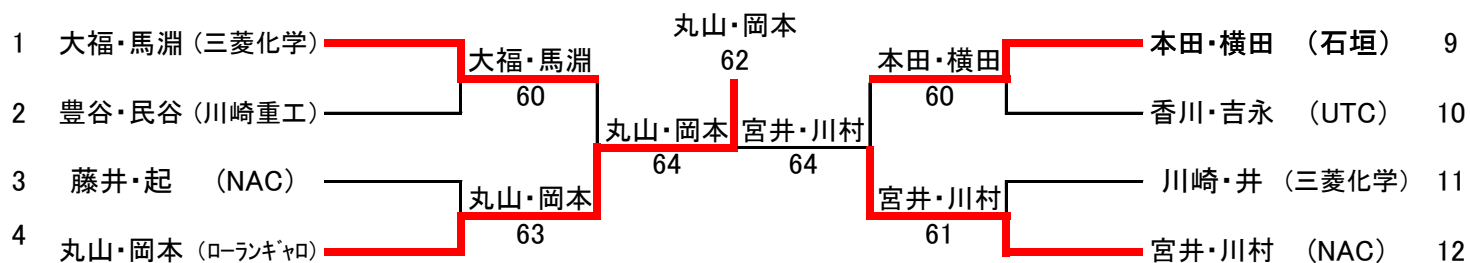 丸山・岡本
62
1 大福・馬淵 (三菱化学)
大福・馬淵
60
2 豊谷・民谷 (川崎重工)
丸山・岡本
64
3 藤井・起 (NAC)
丸山・岡本
63
4 丸山・岡本 (ローランギャロ)
本田・横田 (石垣) 9
本田・横田
60
香川・吉永 (UTC) 10
宮井・川村
64
川崎・井 (三菱化学) 11
宮井・川村
61
宮井・川村 (NAC) 12